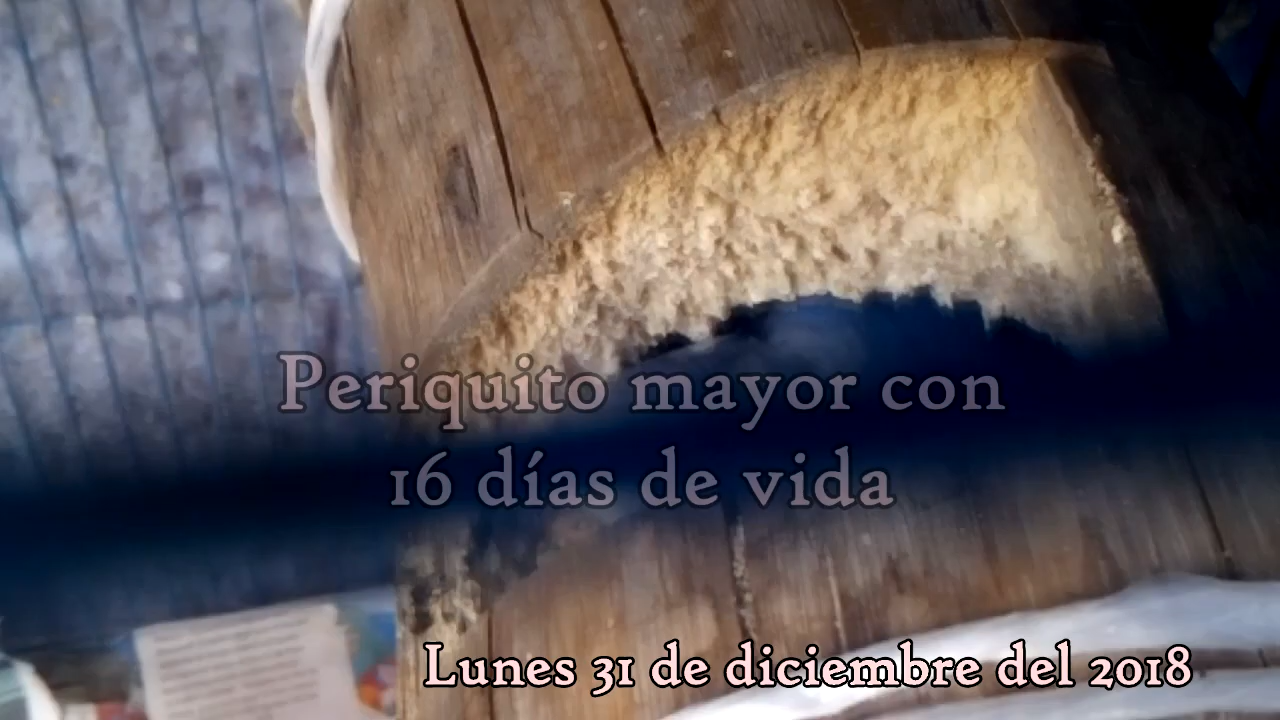 Periquito mayor con
16 días de vida
Lunes 31 de diciembre del 2018